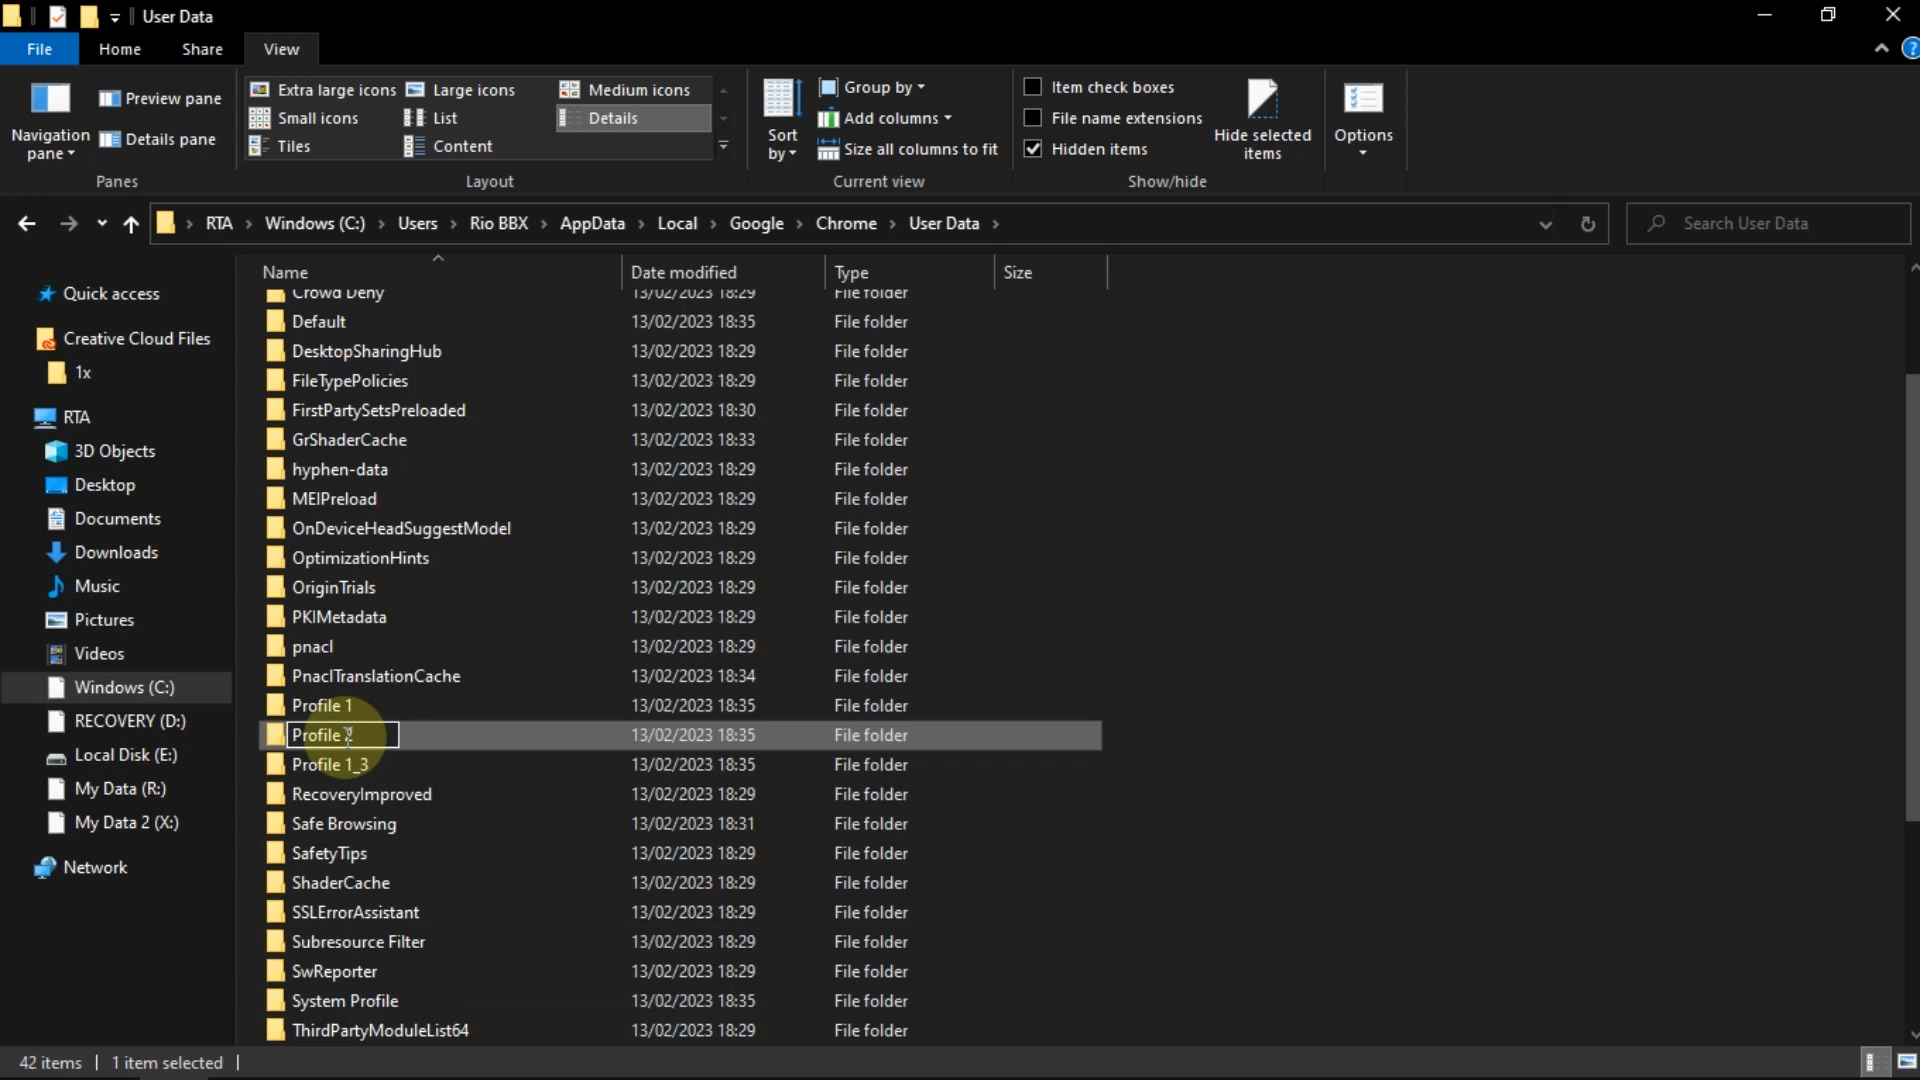 User Data
File Home Share View
Navigation pane
Preview pane
Details pane
Panes
Extra large icons Large icons Medium icons
Small icons List Details
Tiles Content
Layout
Sort by
Group by
Add columns
Size all columns to fit
Current view
Item check boxes
File name extensions
Hidden items
Hide selected items
Show/hide
Options
RTA Windows (C:) Users Rio BBX AppData Local Google Chrome User Data
Search User Data
Quick access
Creative Cloud Files
1x
RTA
3D Objects
Desktop
Documents
Downloads
Music
Pictures
Videos
Windows (C:)
RECOVERY (D:)
Local Disk (E:)
My Data (R:)
My Data 2 (X:)
Network
Name Date modified Type Size
Crowd Deny 13/02/2023 18:29 File folder
Default 13/02/2023 18:35 File folder
DesktopSharingHub 13/02/2023 18:29 File folder
FileTypePolicies 13/02/2023 18:29 File folder
FirstPartySetsPreloaded 13/02/2023 18:30 File folder
GrShaderCache 13/02/2023 18:33 File folder
hyphen-data 13/02/2023 18:29 File folder
MEIPreload 13/02/2023 18:29 File folder
OnDeviceHeadSuggestModel 13/02/2023 18:29 File folder
OptimizationHints 13/02/2023 18:29 File folder
OriginTrials 13/02/2023 18:29 File folder
PKIMetadata 13/02/2023 18:29 File folder
pnacl 13/02/2023 18:29 File folder
PnaclTranslationCache 13/02/2023 18:34 File folder
Profile 1 13/02/2023 18:35 File folder
Profile 2 13/02/2023 18:35 File folder
Profile 1_3 13/02/2023 18:35 File folder
RecoveryImproved 13/02/2023 18:29 File folder
Safe Browsing 13/02/2023 18:31 File folder
SafetyTips 13/02/2023 18:29 File folder
ShaderCache 13/02/2023 18:29 File folder
SSLErrorAssistant 13/02/2023 18:29 File folder
Subresource Filter 13/02/2023 18:29 File folder
SwReporter 13/02/2023 18:29 File folder
System Profile 13/02/2023 18:35 File folder
ThirdPartyModuleList64 13/02/2023 18:29 File folder
42 items 1 item selected